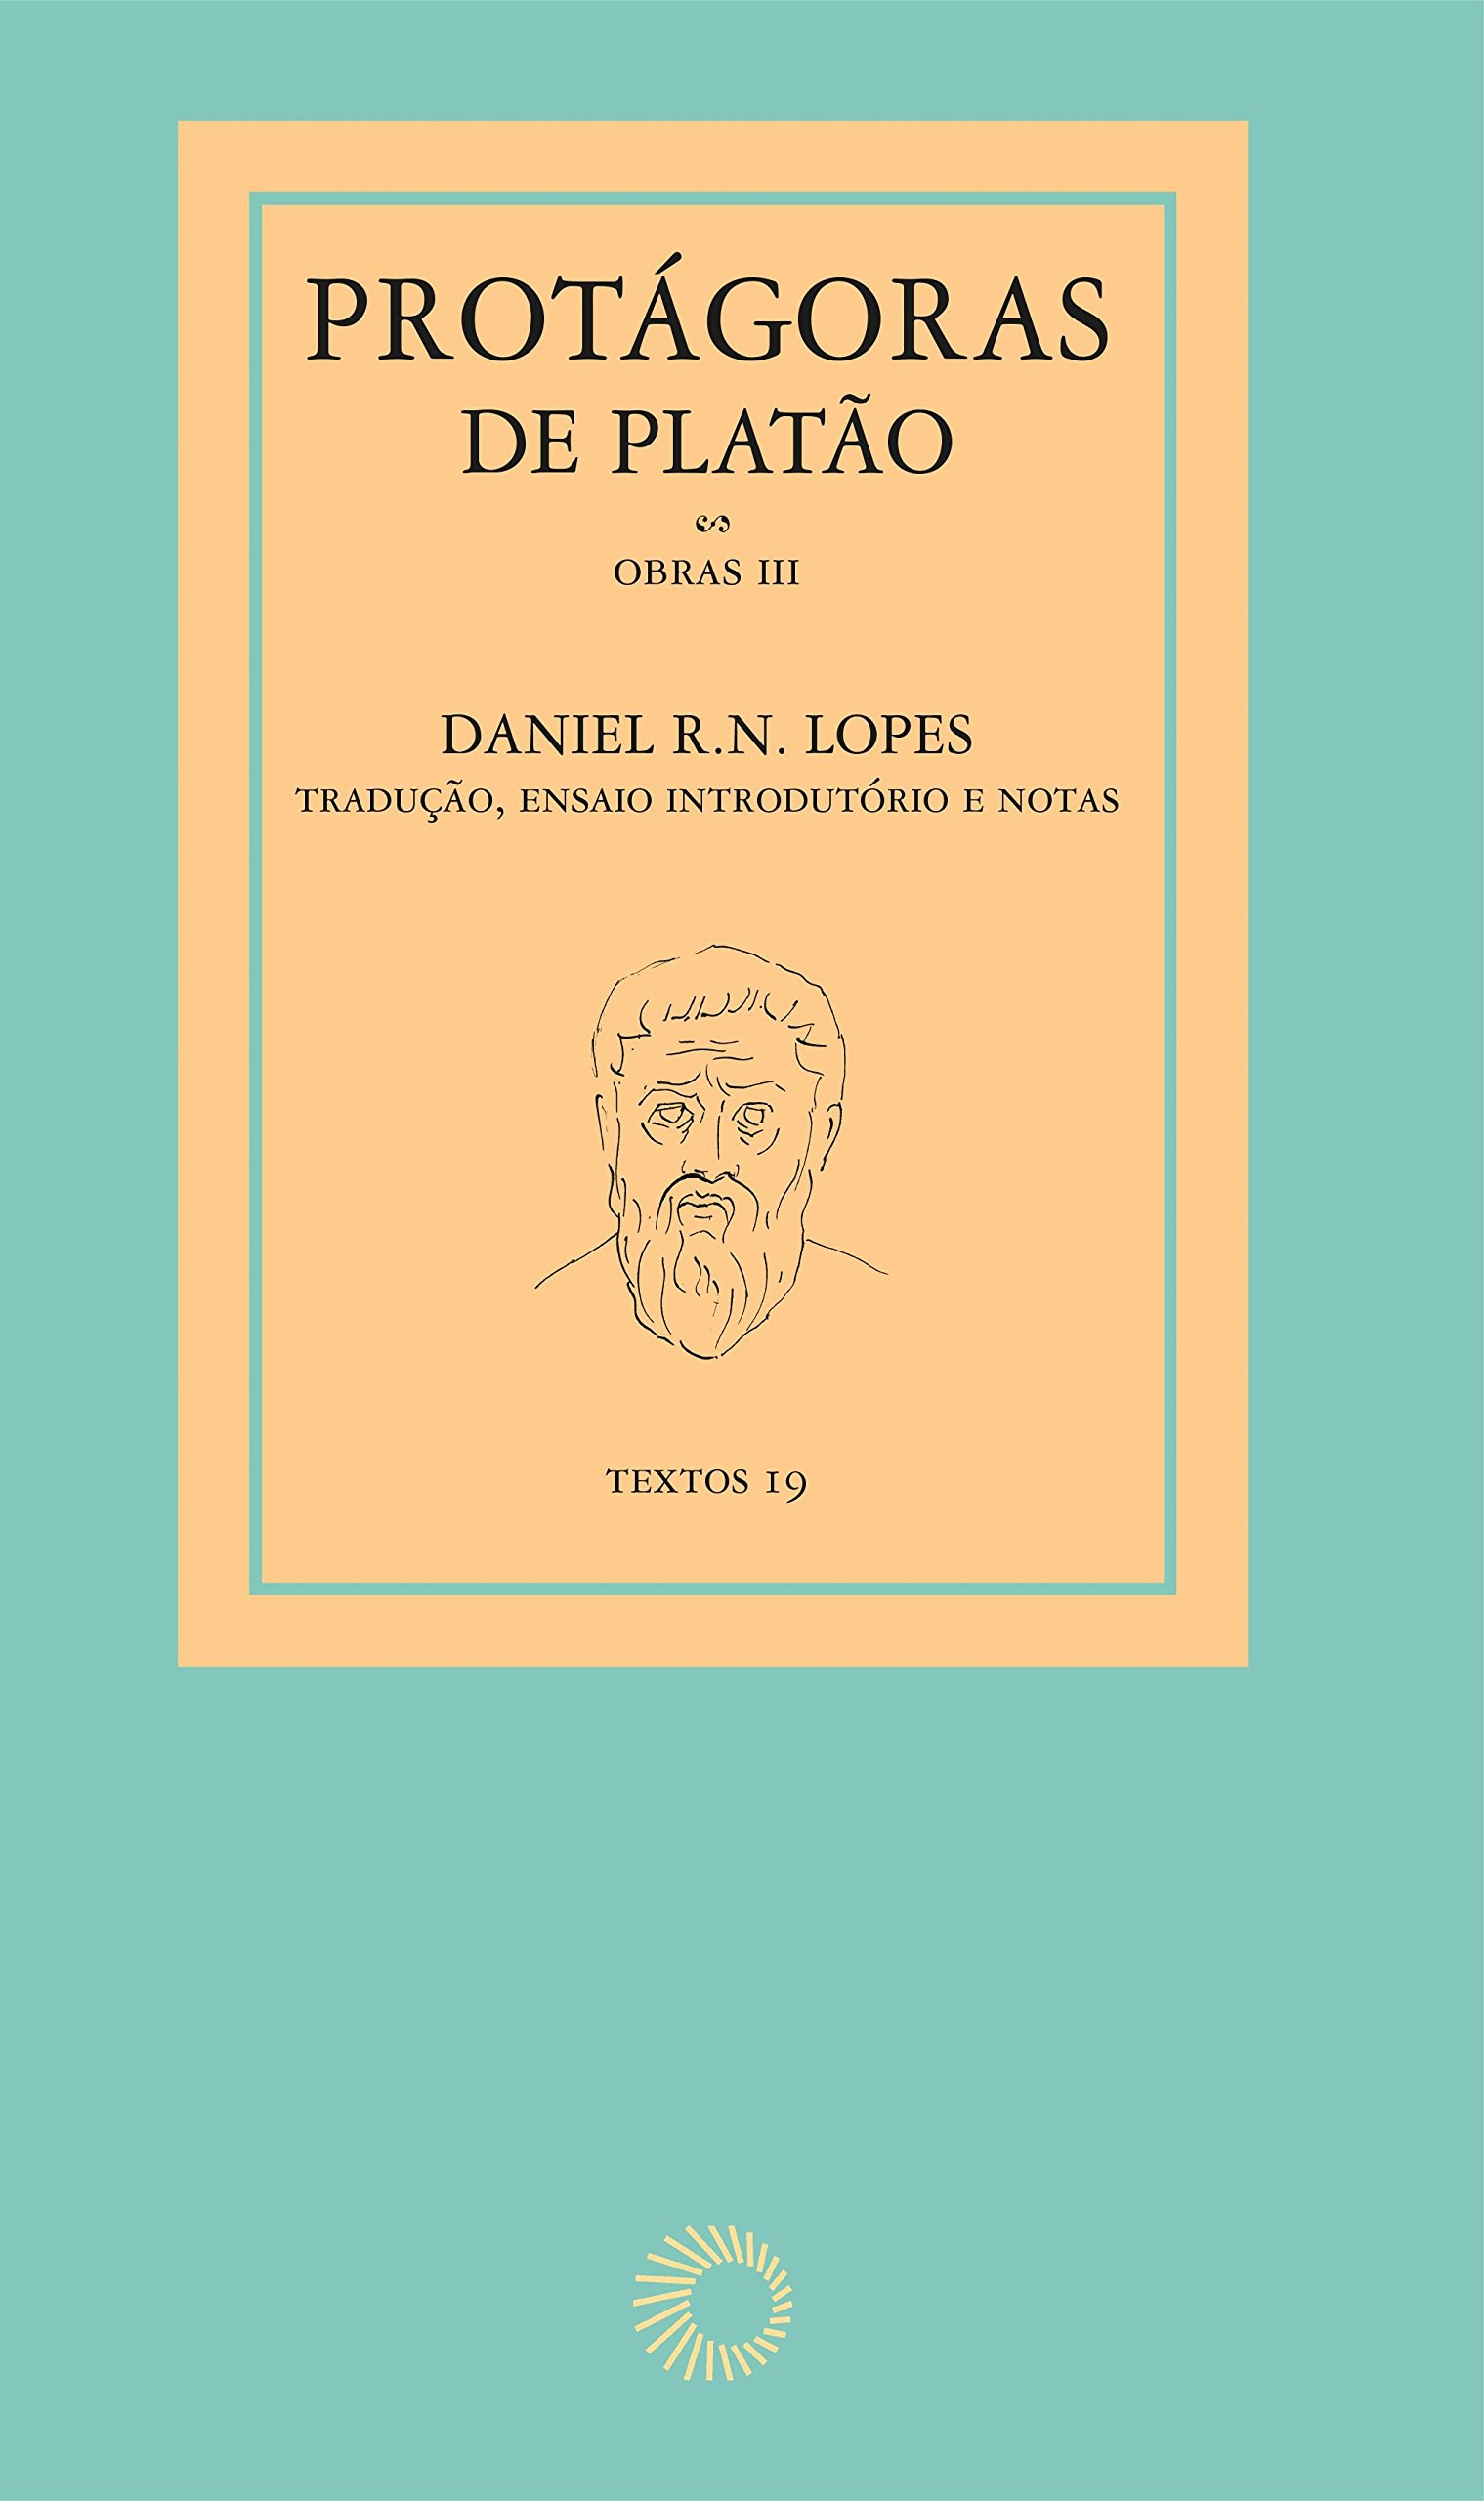 PROTÁGORAS
DE PLATÃO
OBRAS III
DANIEL R.N. LOPES
TRADUÇÃO, ENSAIO INTRODUTÓRIO E NOTAS
TEXTOS 19